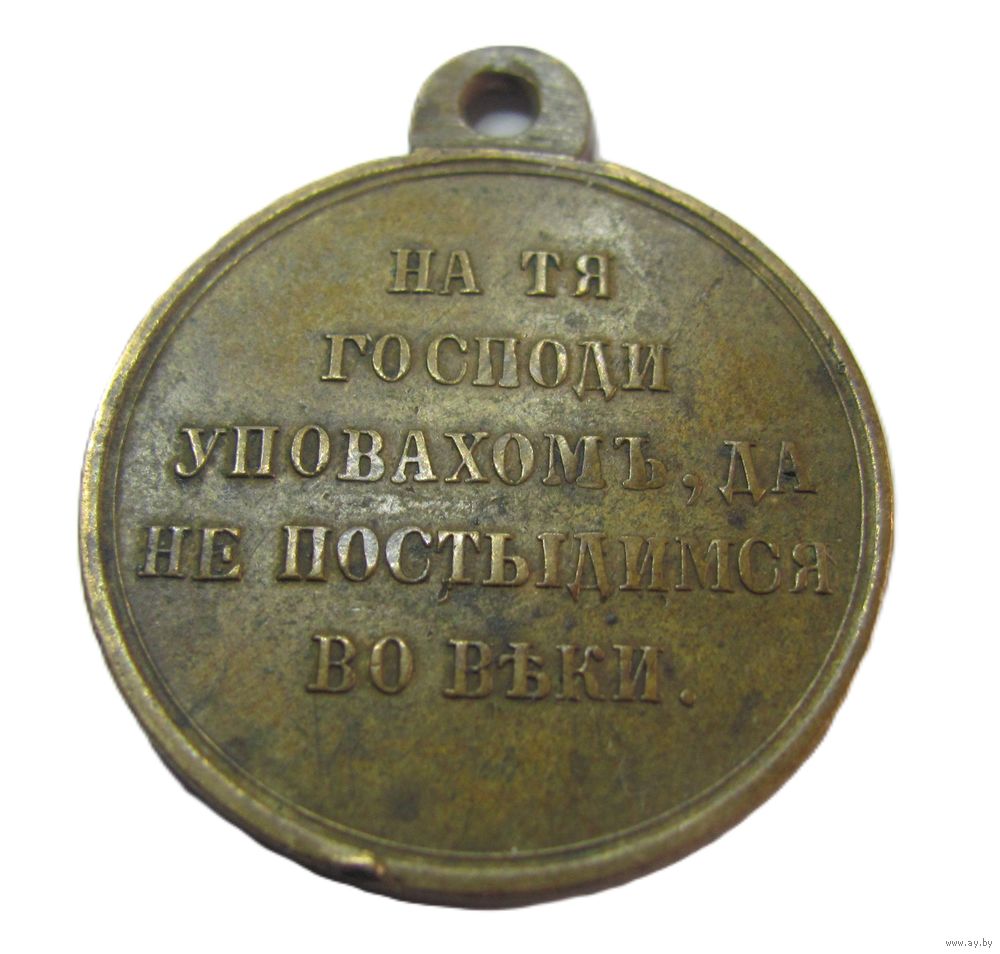 НА ТЯ
ГОСПОДИ
УПОВАХОМЪ, ДА
НЕ ПОСТЫДИМСЯ
ВО ВѢКИ.
www.ay.by